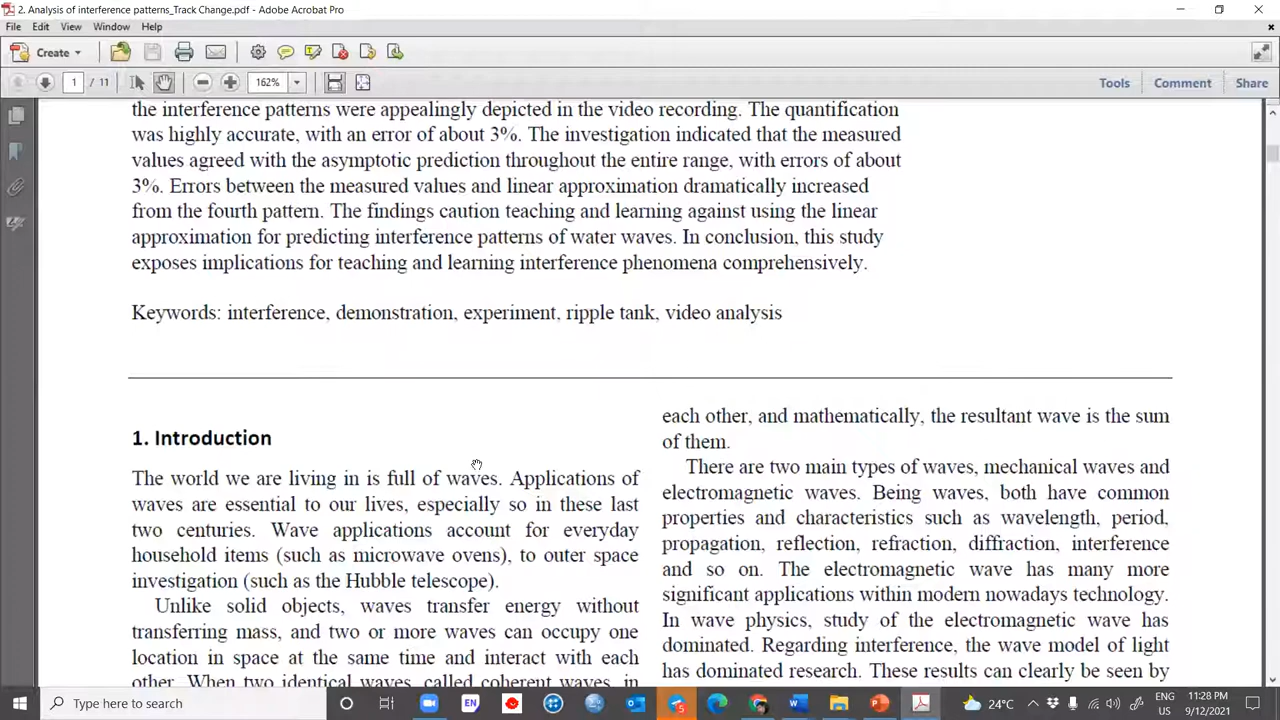 2. Analysis of interference patterns_Track Change.pdf - Adobe Acrobat Pro
File Edit View Window Help
Create
1 / 11 162% Tools Comment Share
the interference patterns were appealingly depicted in the video recording. The quantification
was highly accurate, with an error of about 3%. The investigation indicated that the measured
values agreed with the asymptotic prediction throughout the entire range, with errors of about
3%. Errors between the measured values and linear approximation dramatically increased
from the fourth pattern. The findings caution teaching and learning against using the linear
approximation for predicting interference patterns of water waves. In conclusion, this study
exposes implications for teaching and learning interference phenomena comprehensively.
Keywords: interference, demonstration, experiment, ripple tank, video analysis
1. Introduction
The world we are living in is full of waves. Applications of
waves are essential to our lives, especially so in these last
two centuries. Wave applications account for everyday
household items (such as microwave ovens), to outer space
investigation (such as the Hubble telescope).
Unlike solid objects, waves transfer energy without
transferring mass, and two or more waves can occupy one
location in space at the same time and interact with each
other. When two identical waves, called coherent waves, in
each other, and mathematically, the resultant wave is the sum
of them.
There are two main types of waves, mechanical waves and
electromagnetic waves. Being waves, both have common
properties and characteristics such as wavelength, period,
propagation, reflection, refraction, diffraction, interference
and so on. The electromagnetic wave has many more
significant applications within modern nowadays technology.
In wave physics, study of the electromagnetic wave has
dominated. Regarding interference, the wave model of light
has dominated research. These results can clearly be seen by
Type here to search
EN
24°C
ENG
US
11:28 PM
9/12/2021